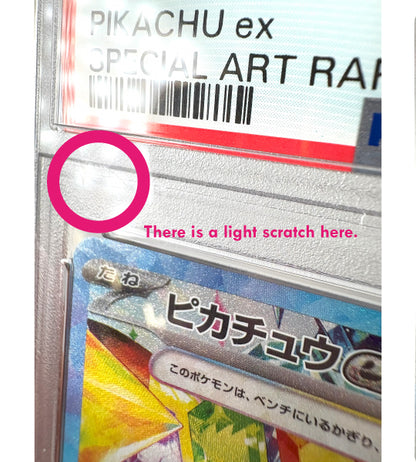 PIKACHU ex
SPECIAL ART RAR
There is a light scratch here.
たね
ピカチュウ
このポケモンは、ベンチにいるかぎり、